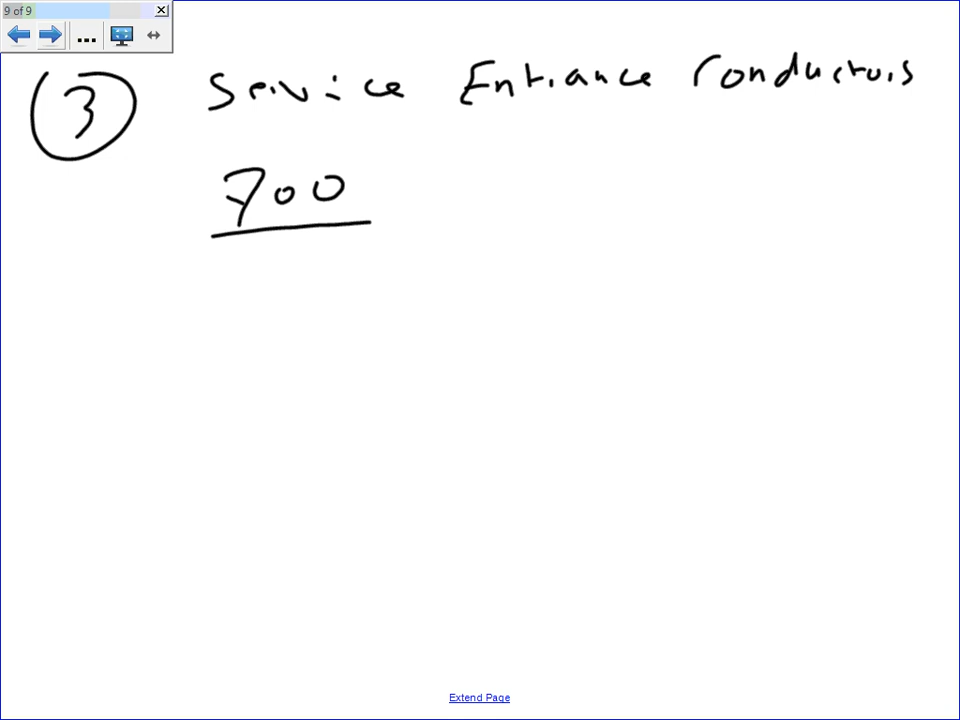 9 of 9
...
3 Service Entrance Conductors
700
Extend Page